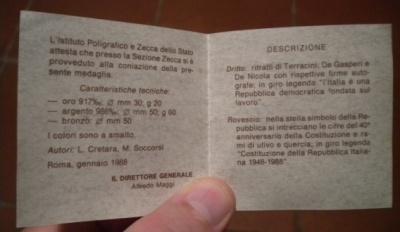 L'Istituto Poligrafico e Zecca dello Stato
attesta che presso la Sezione Zecca si è
provveduto alla coniazione della pre-
sente medaglia.
Caratteristiche tecniche:
— oro 917‰, ⌀ mm 30; g 20
— argento 986‰; ⌀ mm 50; g 60
— bronzo: ⌀ mm 50
I colori sono a smalto.
Autori: L. Cretara, M. Soccorsi
Roma, gennaio 1988
IL DIRETTORE GENERALE
Alfredo Maggi
DESCRIZIONE
Dritto: ritratti di Terracini, De Gasperi e
De Nicola con rispettive firme auto-
grafe; in giro legenda "l'Italia è una
Repubblica democratica fondata sul
lavoro".
Rovescio: nella stella simbolo della Re-
pubblica si intrecciano le cifre del 40°
anniversario della Costituzione e ra-
mi di ulivo e quercia; in giro legenda
"Costituzione della Repubblica Italia-
na 1948-1988".